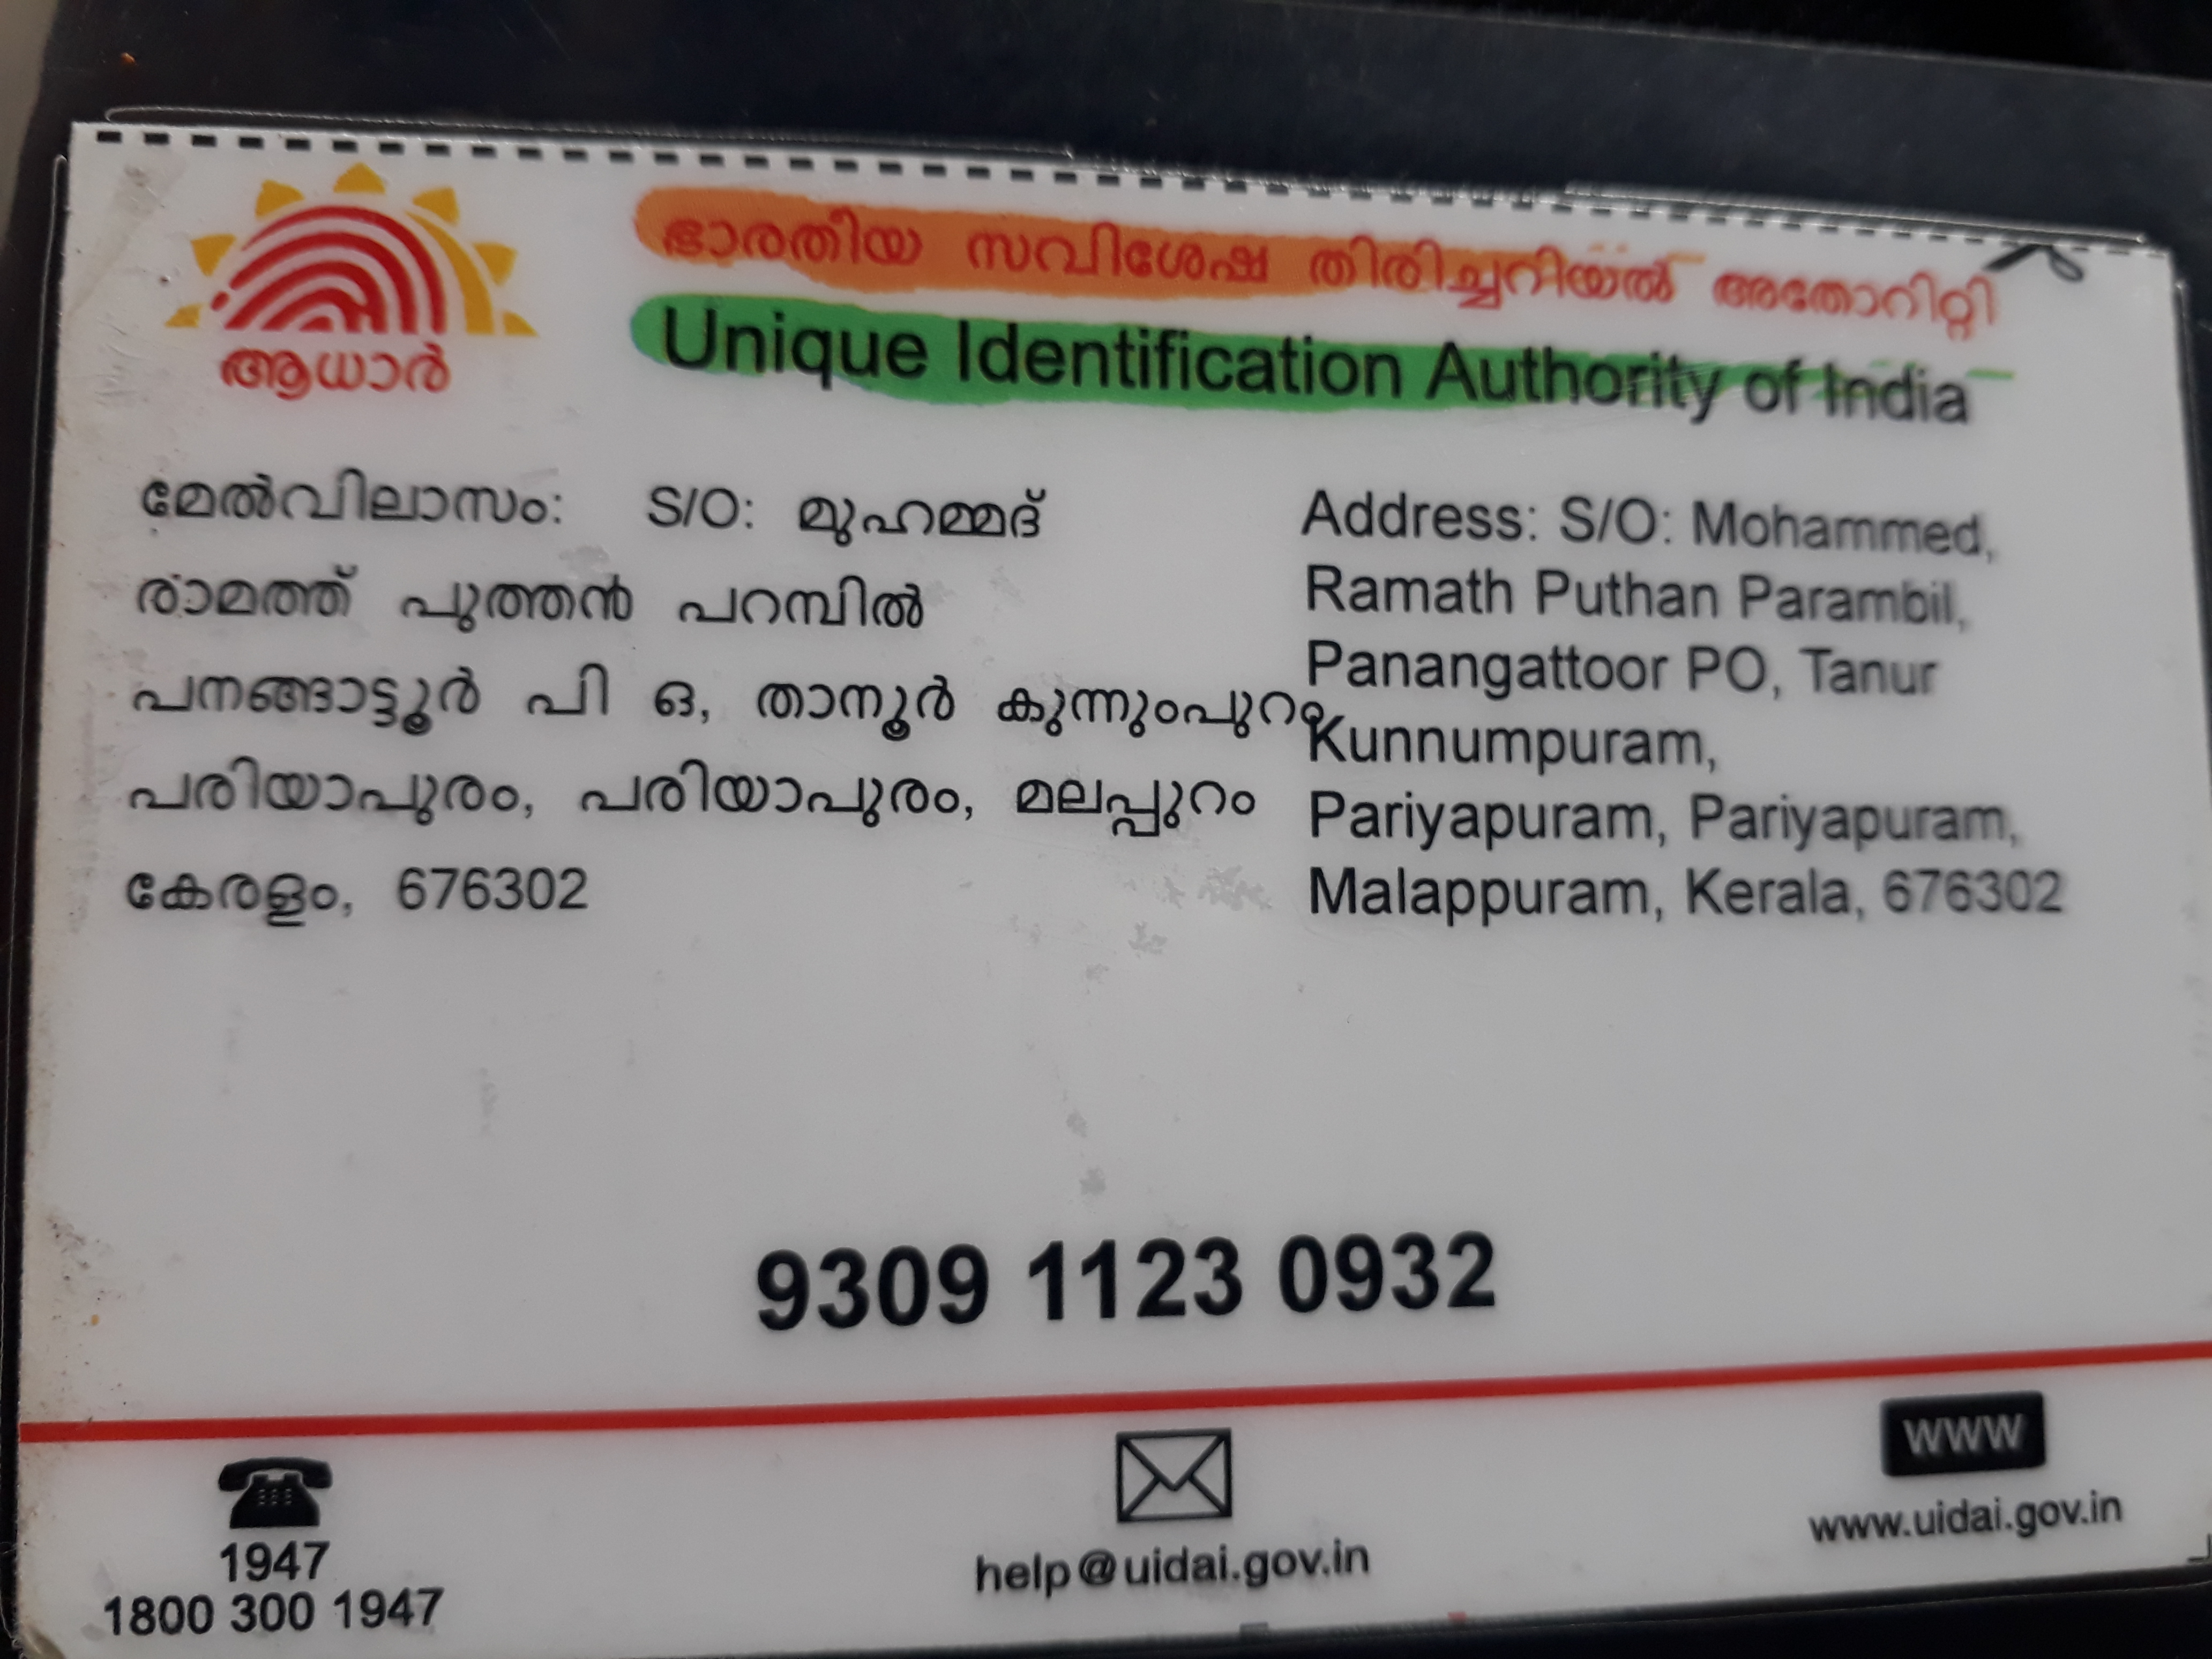 ആധാർ
ഭാരതീയ സവിശേഷ തിരിച്ചറിയൽ അതോറിറ്റി
Unique Identification Authority of India
മേൽവിലാസം: S/O: മുഹമ്മദ്
രാമത്ത് പുത്തൻ പറമ്പിൽ
പനങ്ങാട്ടൂർ പി ഒ, താനൂർ കുന്നുംപുറം,
പരിയാപുരം, പരിയാപുരം, മലപ്പുറം
കേരളം, 676302
Address: S/O: Mohammed,
Ramath Puthan Parambil,
Panangattoor PO, Tanur
Kunnumpuram,
Pariyapuram, Pariyapuram,
Malappuram, Kerala, 676302
9309 1123 0932
1947
1800 300 1947
help@uidai.gov.in
WWW
www.uidai.gov.in